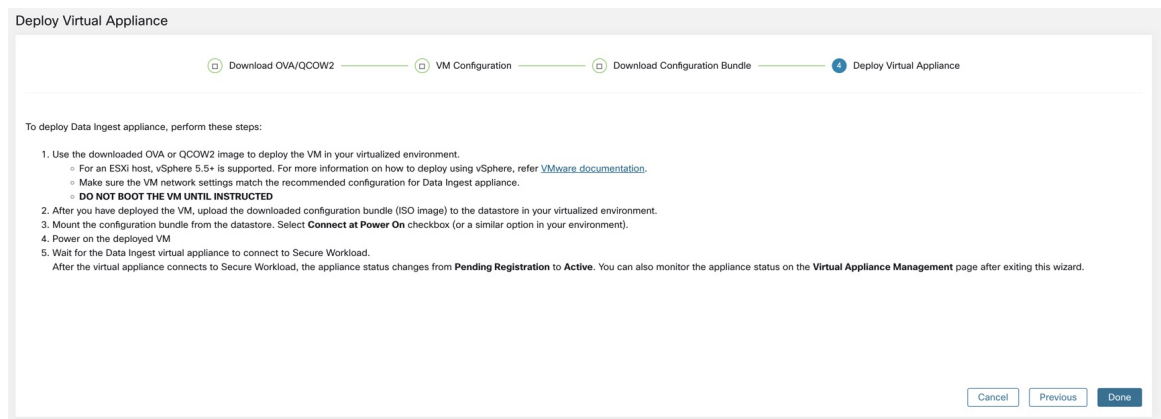 Deploy Virtual Appliance
Download OVA/QCOW2
VM Configuration
Download Configuration Bundle
4 Deploy Virtual Appliance
To deploy Data Ingest appliance, perform these steps:
1. Use the downloaded OVA or QCOW2 image to deploy the VM in your virtualized environment.
For an ESXi host, vSphere 5.5+ is supported. For more information on how to deploy using vSphere, refer VMware documentation.
Make sure the VM network settings match the recommended configuration for Data Ingest appliance.
DO NOT BOOT THE VM UNTIL INSTRUCTED
2. After you have deployed the VM, upload the downloaded configuration bundle (ISO image) to the datastore in your virtualized environment.
3. Mount the configuration bundle from the datastore. Select Connect at Power On checkbox (or a similar option in your environment).
4. Power on the deployed VM
5. Wait for the Data Ingest virtual appliance to connect to Secure Workload.
After the virtual appliance connects to Secure Workload, the appliance status changes from Pending Registration to Active. You can also monitor the appliance status on the Virtual Appliance Management page after exiting this wizard.
Cancel
Previous
Done